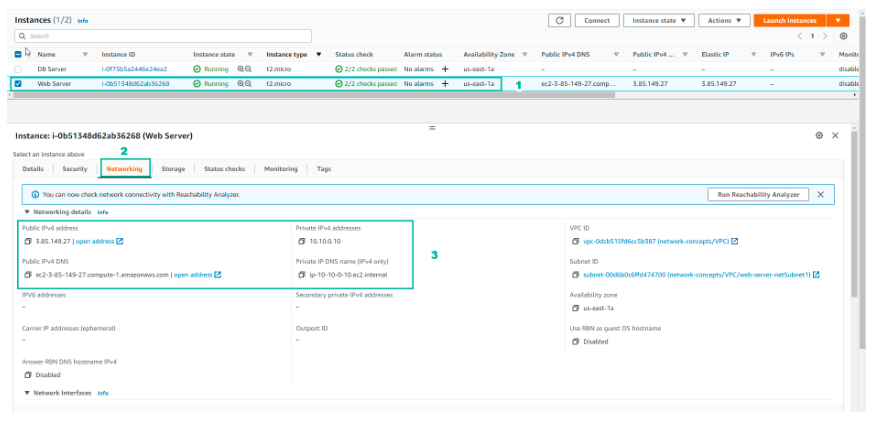 Instances (1/2) Info
Connect Instance state ▼ Actions ▼ Launch instances ▼
Search
1
Name Instance ID Instance state Instance type ▼ Status check Alarm status Availability Zone Public IPv4 DNS Public IPv4 ... Elastic IP IPv6 IPs Monito
DB Server i-0f75b5a2446e24ea2 Running t2.micro 2/2 checks passed No alarms + us-east-1a – – – – disable
Web Server i-0b51348d62ab36268 Running t2.micro 2/2 checks passed No alarms + us-east-1a ec2-3-85-149-27.comp... 3.85.149.27 3.85.149.27 – disable
1
Instance: i-0b51348d62ab36268 (Web Server)
Select an instance above
2
Details Security Networking Storage Status checks Monitoring Tags
You can now check network connectivity with Reachability Analyzer. Run Reachability Analyzer
▼ Networking details Info
Public IPv4 address Private IPv4 addresses VPC ID
3.85.149.27 | open address 10.10.0.10 vpc-0dcb515fd6cc5b387 (network-concepts/VPC)
3
Public IPv4 DNS Private IP DNS name (IPv4 only) Subnet ID
ec2-3-85-149-27.compute-1.amazonaws.com | open address ip-10-10-0-10.ec2.internal subnet-00d6b0c6ffd474700 (network-concepts/VPC/web-server-netSubnet1)
IPV6 addresses Secondary private IPv4 addresses Availability zone
– – us-east-1a
Carrier IP addresses (ephemeral) Outpost ID Use RBN as guest OS hostname
– – Disabled
Answer RBN DNS hostname IPv4
Disabled
▼ Network Interfaces Info